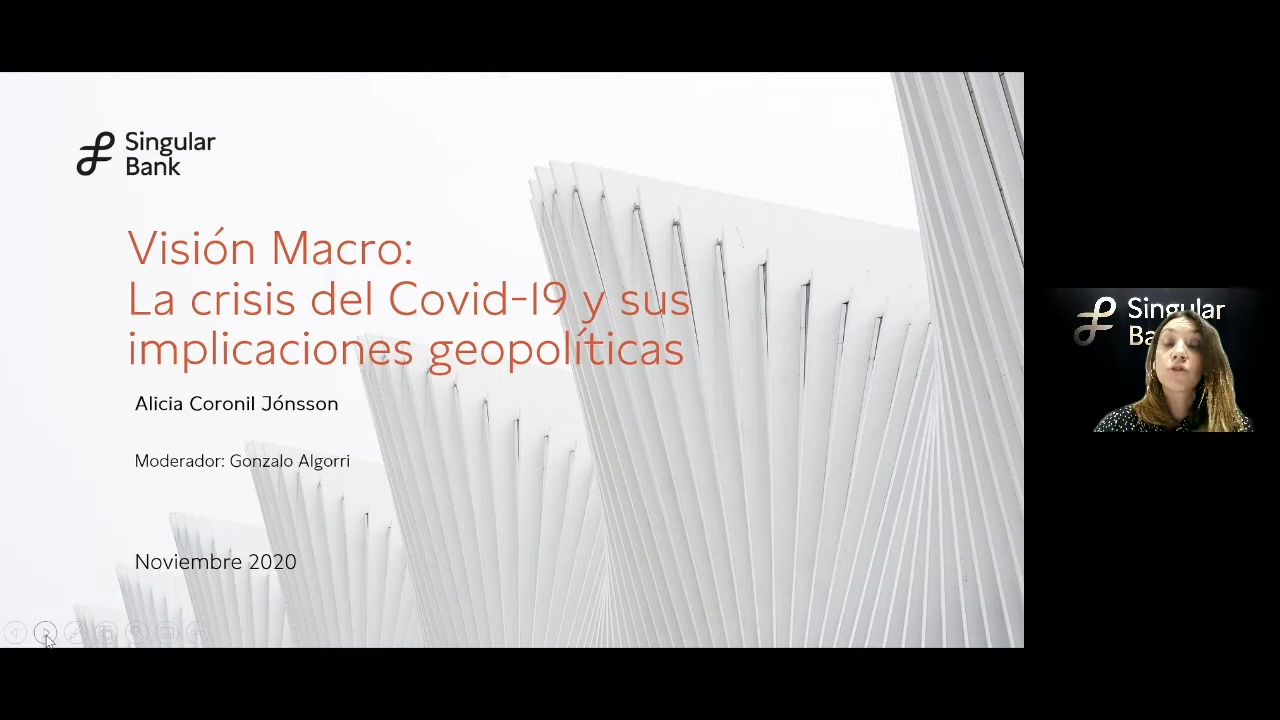 Singular
Bank
Visión Macro:
La crisis del Covid-19 y sus
implicaciones geopolíticas
Alicia Coronil Jónsson
Moderador: Gonzalo Algorri
Noviembre 2020
Singular
Ba